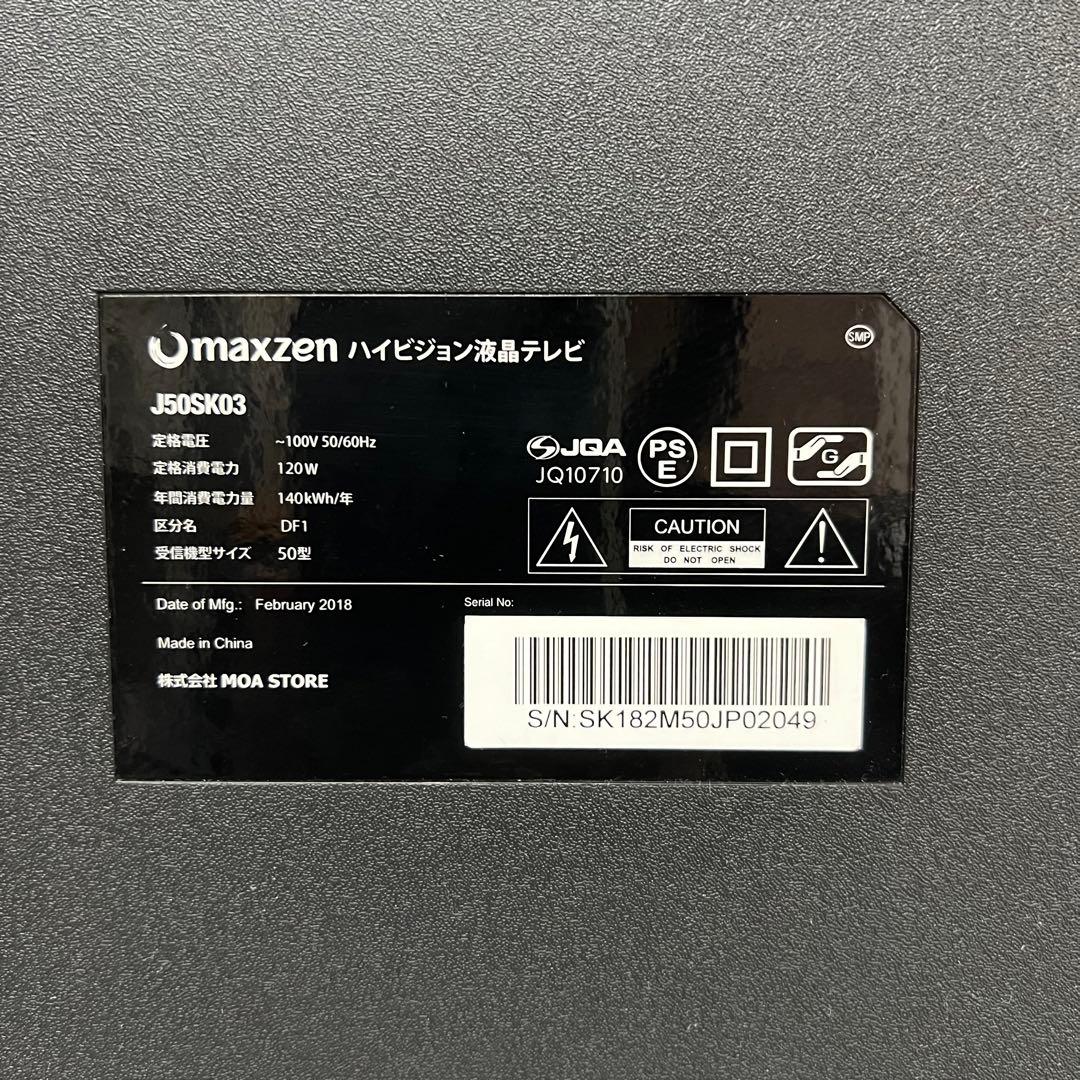 maxzen ハイビジョン液晶テレビ
SMP
J50SK03
定格電圧 ~100V 50/60Hz
定格消費電力 120W
年間消費電力量 140kWh/年
区分名 DF1
受信機型サイズ 50型
JQA
JQ10710
PS
E
G
CAUTION
RISK OF ELECTRIC SHOCK
DO NOT OPEN
Date of Mfg.: February 2018
Made in China
株式会社 MOA STORE
Serial No:
S/N:SK182M50JP02049